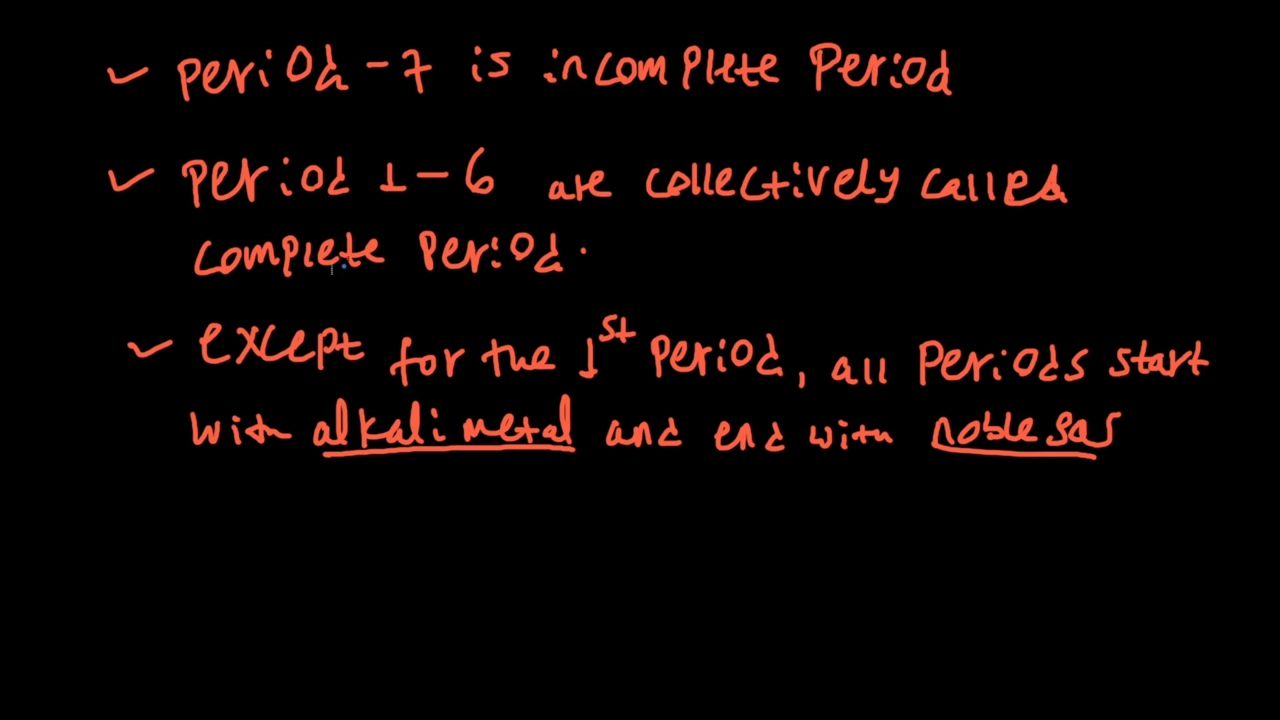 ✓ period - 7 is incomplete period
✓ period 1 - 6 are collectively called
complete period.
✓ except for the 1st period, all periods start
with alkali metal and end with noble gas